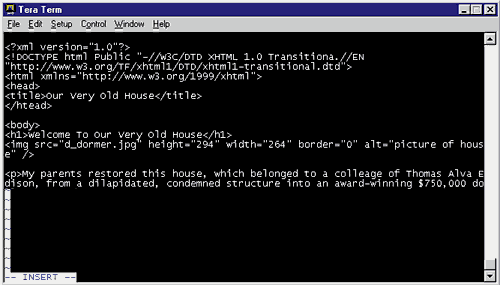 Tera Term
File Edit Setup Control Window Help
<?xml version="1.0"?>
<!DOCTYPE html Public "-//W3C/DTD XHTML 1.0 Transitiona.//EN
"http://www.w3.org/TF/xhtml1/DTD/xhtml1-transitional.dtd">
<html xmlns="http://www.w3.org/1999/xhtml">
<head>
<title>Our Very Old House</title>
</htead>
<body>
<h1>Welcome To Our Very Old House</h1>
<img src="d_dormer.jpg" height="294" width="264" border="0" alt="picture of hous
e" />
<p>My parents restored this house, which belonged to a colleage of Thomas Alva E
dison, from a dilapidated, condemned structure into an award-winning $750,000 do
~
~
~
~
~
~
-- INSERT --